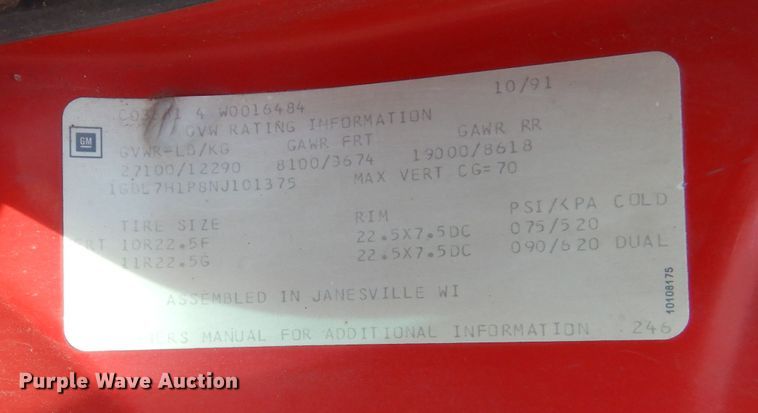 10/91
4 W0016484
GVW RATING INFORMATION
GM
GVWR-LB/KG GAWR FRT GAWR RR
27100/12290 8100/3674 19000/8618
1GBL7H1P8NJ101375 MAX VERT CG=70
TIRE SIZE RIM PSI/KPA COLD
10R22.5F 22.5X7.5DC 075/520
11R22.5G 22.5X7.5DC 090/620 DUAL
ASSEMBLED IN JANESVILLE WI
MANUAL FOR ADDITIONAL INFORMATION 246
10108175
Purple Wave Auction